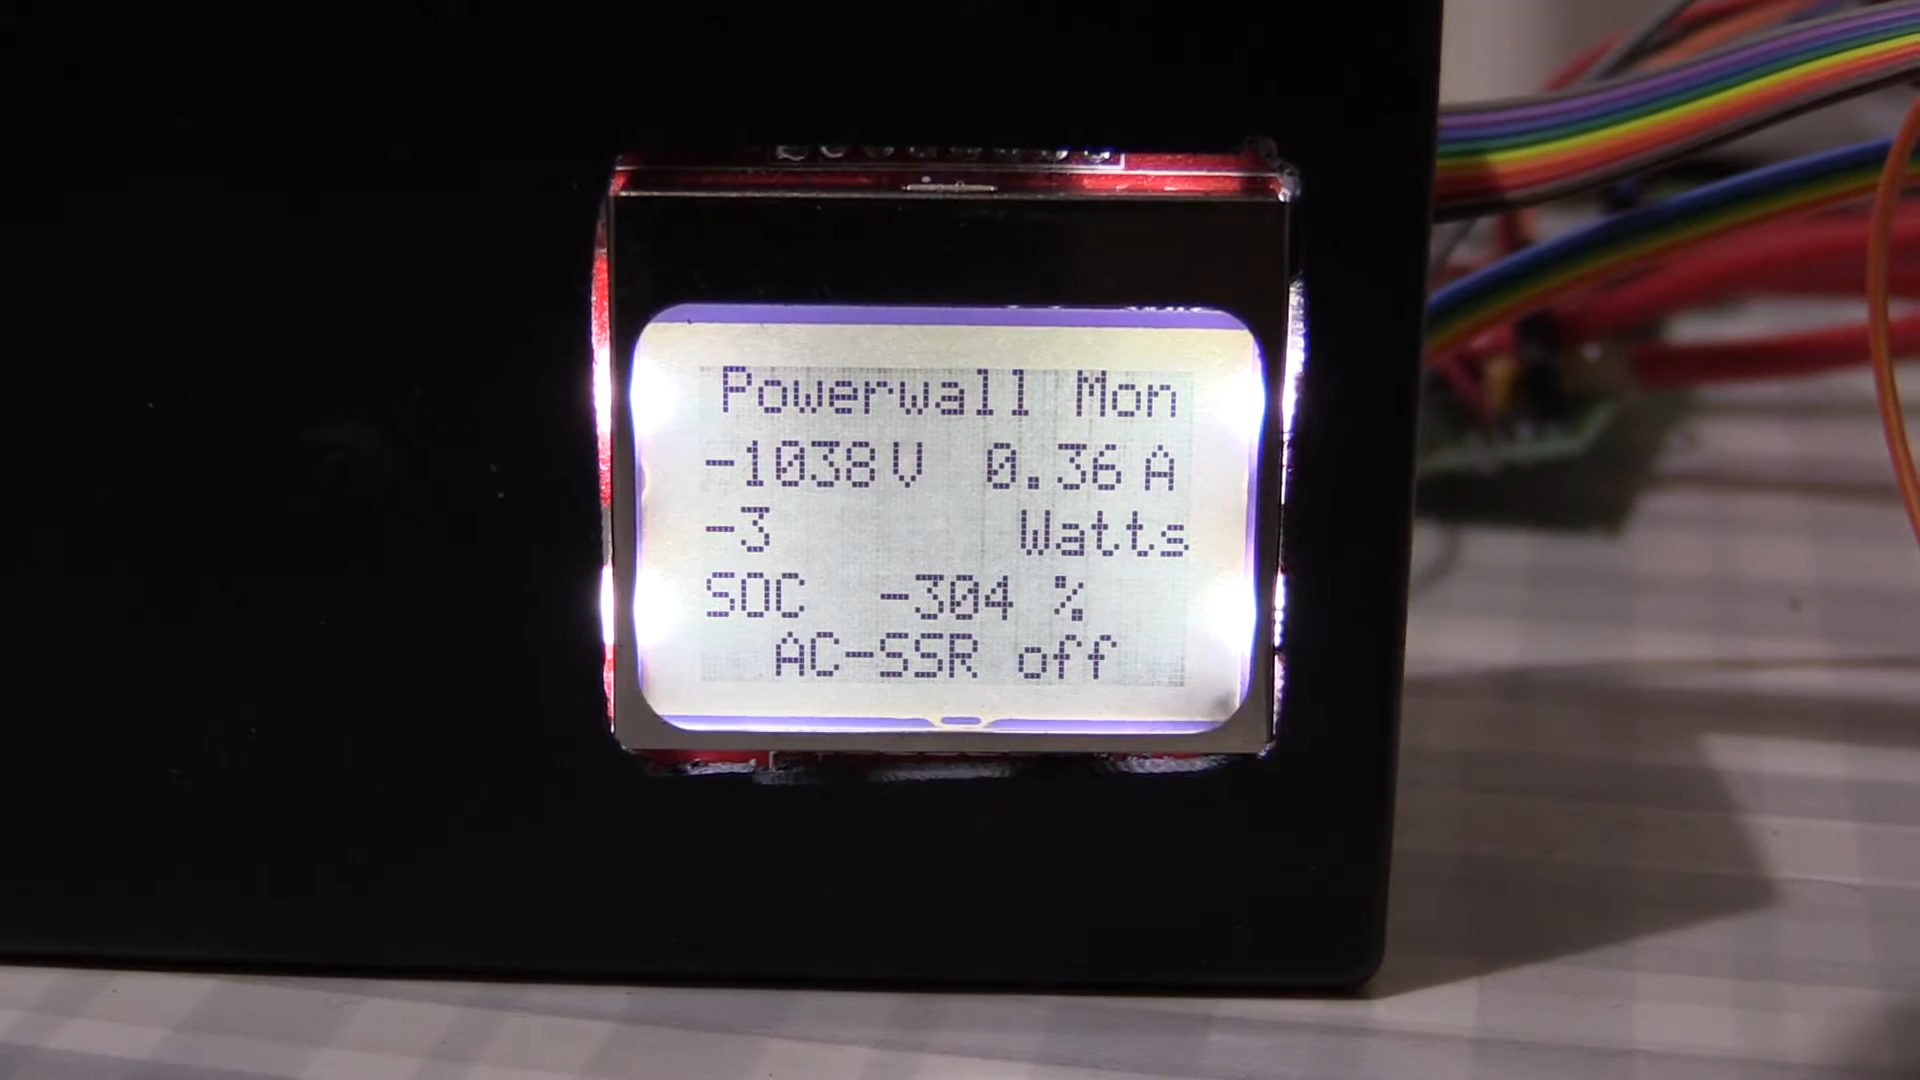 Powerwall Mon
-1038V 0.36A
-3 Watts
SOC -304 %
AC-SSR off